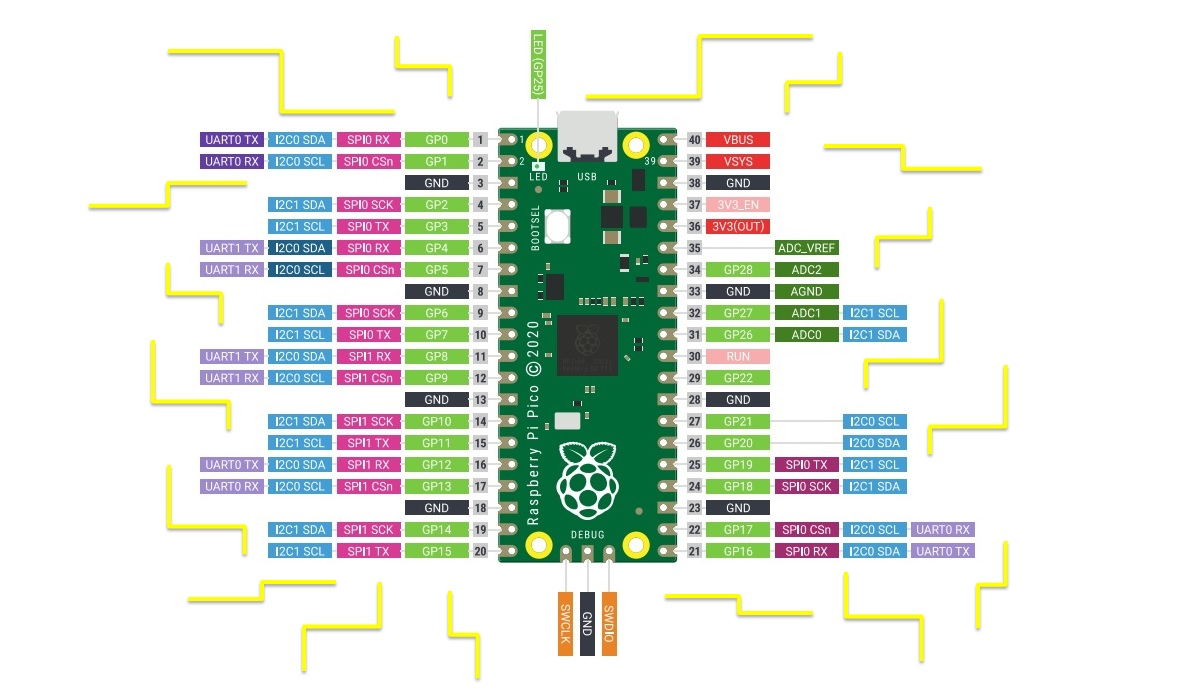 LED (GP25)
UART0 TX I2C0 SDA SPI0 RX GP0 1 1 40 VBUS
UART0 RX I2C0 SCL SPI0 CSn GP1 2 2 39 39 VSYS
GND 3 LED USB 38 GND
I2C1 SDA SPI0 SCK GP2 4 37 3V3_EN
I2C1 SCL SPI0 TX GP3 5 BOOTSEL 36 3V3(OUT)
UART1 TX I2C0 SDA SPI0 RX GP4 6 35 ADC_VREF
UART1 RX I2C0 SCL SPI0 CSn GP5 7 34 GP28 ADC2
GND 8 33 GND AGND
I2C1 SDA SPI0 SCK GP6 9 32 GP27 ADC1 I2C1 SCL
I2C1 SCL SPI0 TX GP7 10 31 GP26 ADC0 I2C1 SDA
UART1 TX I2C0 SDA SPI1 RX GP8 11 30 RUN
UART1 RX I2C0 SCL SPI1 CSn GP9 12 29 GP22
GND 13 28 GND
I2C1 SDA SPI1 SCK GP10 14 27 GP21 I2C0 SCL
I2C1 SCL SPI1 TX GP11 15 26 GP20 I2C0 SDA
UART0 TX I2C0 SDA SPI1 RX GP12 16 25 GP19 SPI0 TX I2C1 SCL
UART0 RX I2C0 SCL SPI1 CSn GP13 17 24 GP18 SPI0 SCK I2C1 SDA
GND 18 23 GND
I2C1 SDA SPI1 SCK GP14 19 22 GP17 SPI0 CSn I2C0 SCL UART0 RX
I2C1 SCL SPI1 TX GP15 20 21 GP16 SPI0 RX I2C0 SDA UART0 TX
Raspberry Pi Pico © 2020
DEBUG
SWCLK GND SWDIO